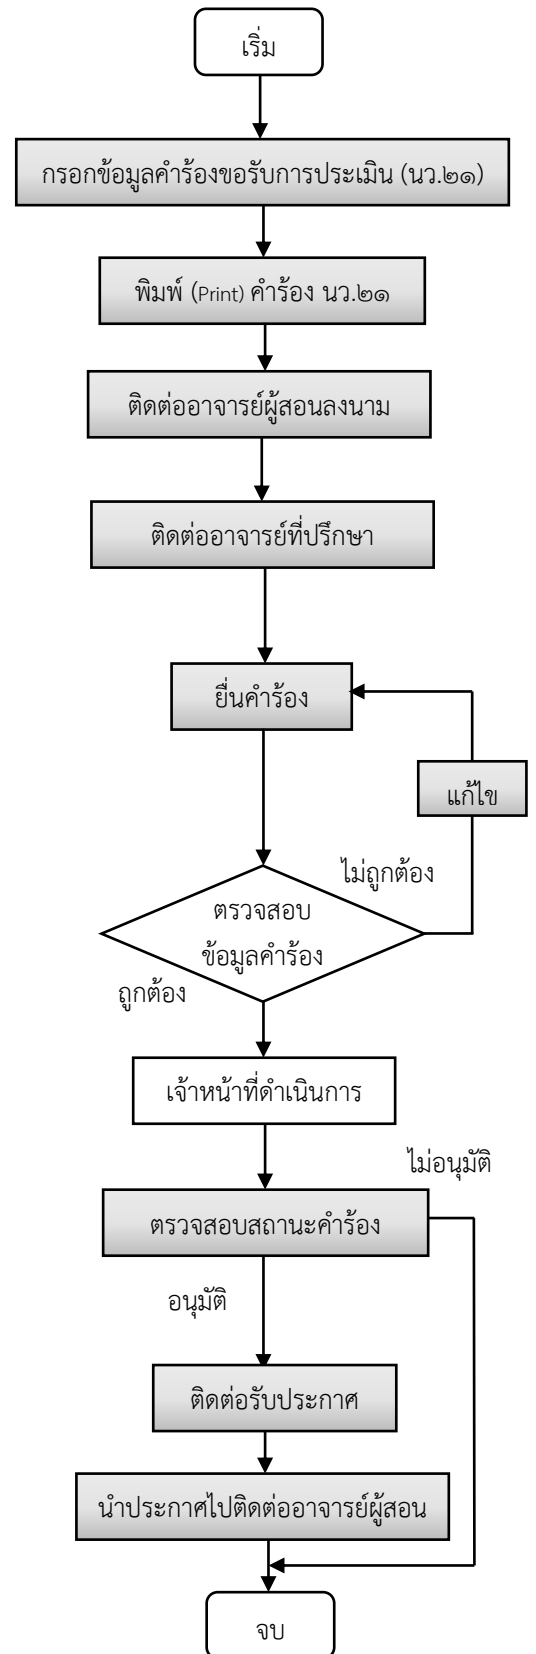 เริ่ม
กรอกข้อมูลคำร้องขอรับการประเมิน (นว.๒๑)
พิมพ์ (Print) คำร้อง นว.๒๑
ติดต่ออาจารย์ผู้สอนลงนาม
ติดต่ออาจารย์ที่ปรึกษา
ยื่นคำร้อง
แก้ไข
ไม่ถูกต้อง
ตรวจสอบ
ข้อมูลคำร้อง
ถูกต้อง
เจ้าหน้าที่ดำเนินการ
ไม่อนุมัติ
ตรวจสอบสถานะคำร้อง
อนุมัติ
ติดต่อรับประกาศ
นำประกาศไปติดต่ออาจารย์ผู้สอน
จบ